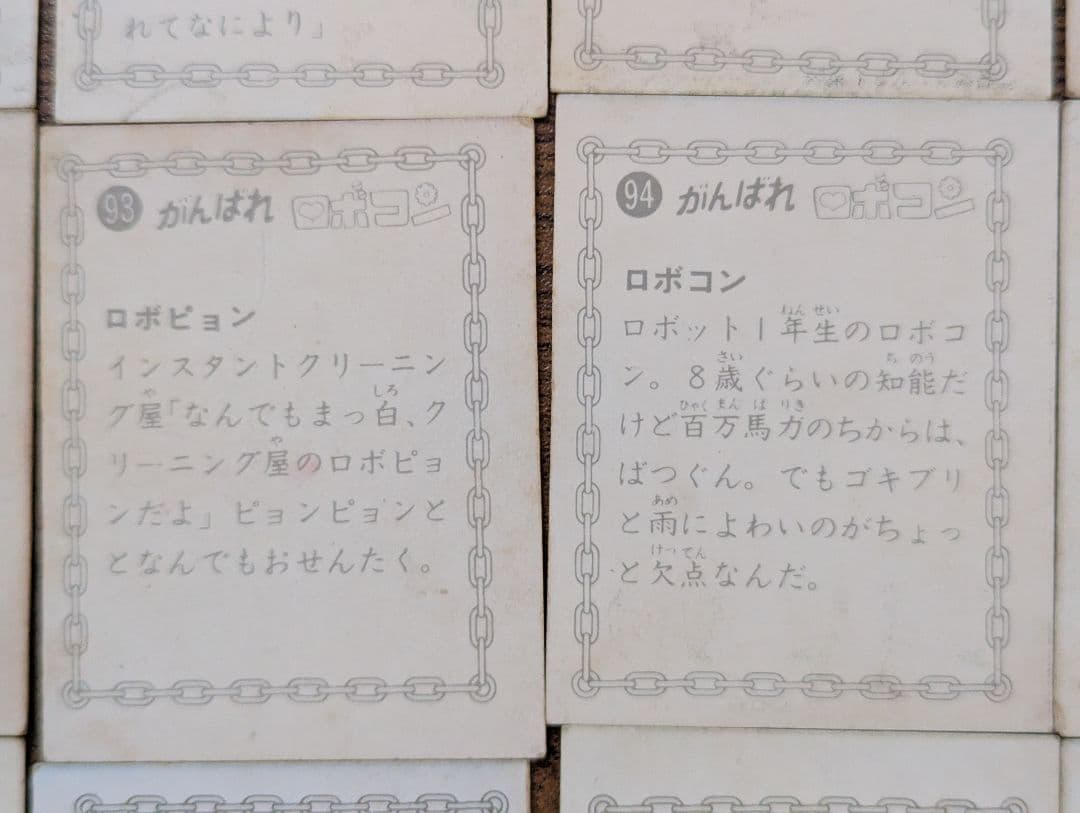 れてなにより」
93 がんばれ ロボコン
ロボピョン
インスタントクリーニン
グ屋「なんでもまっ白、ク
リーニング屋のロボピョ
ンだよ」ピョンピョンと
となんでもおせんたく。
94 がんばれ ロボコン
ロボコン
ロボット1年生のロボコ
ン。8歳ぐらいの知能だ
けど百万馬力のちからは、
ばつぐん。でもゴキブリ
と雨によわいのがちょっ
と欠点なんだ。